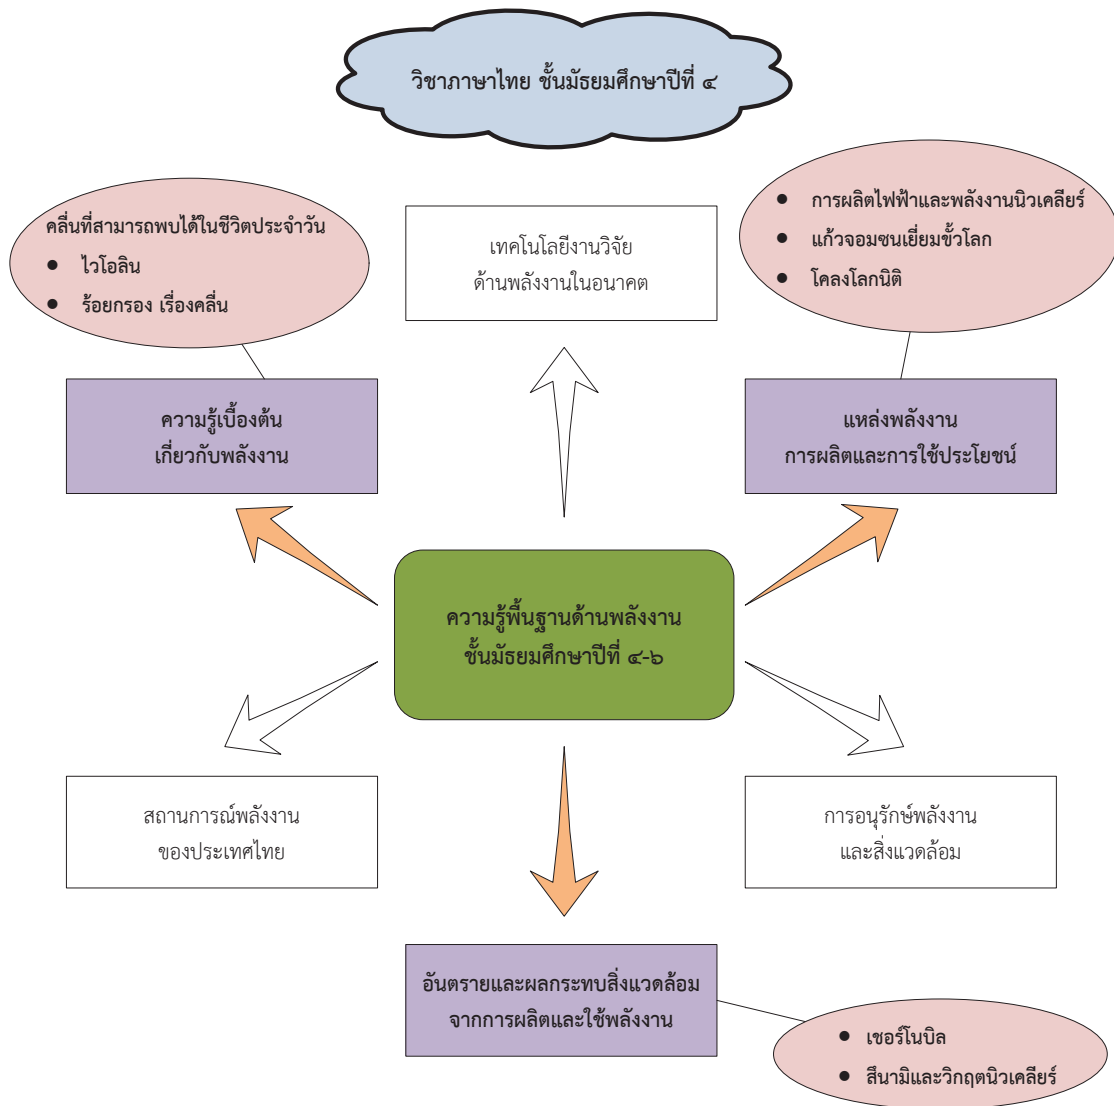 วิชาภาษาไทย ชั้นมัธยมศึกษาปีที่ ๔
คลื่นที่สามารถพบได้ในชีวิตประจำวัน
● ไวโอลิน
● ร้อยกรอง เรื่องคลื่น
เทคโนโลยีงานวิจัย
ด้านพลังงานในอนาคต
● การผลิตไฟฟ้าและพลังงานนิวเคลียร์
● แก้วจอมซนเยี่ยมขั้วโลก
● โคลงโลกนิติ
ความรู้เบื้องต้น
เกี่ยวกับพลังงาน
แหล่งพลังงาน
การผลิตและการใช้ประโยชน์
ความรู้พื้นฐานด้านพลังงาน
ชั้นมัธยมศึกษาปีที่ ๔-๖
สถานการณ์พลังงาน
ของประเทศไทย
การอนุรักษ์พลังงาน
และสิ่งแวดล้อม
อันตรายและผลกระทบสิ่งแวดล้อม
จากการผลิตและใช้พลังงาน
● เชอร์โนบิล
● สึนามิและวิกฤตนิวเคลียร์